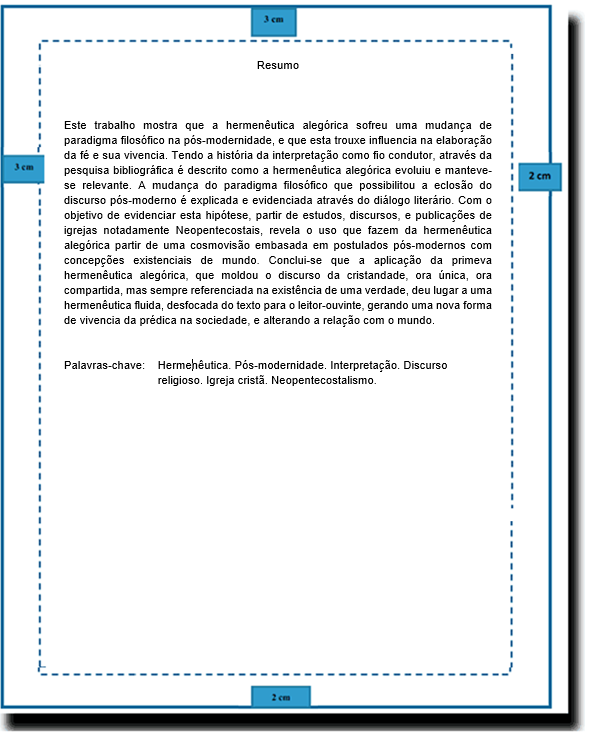 3 cm
Resumo
Este trabalho mostra que a hermenêutica alegórica sofreu uma mudança de
paradigma filosófico na pós-modernidade, e que esta trouxe influencia na elaboração
da fé e sua vivencia. Tendo a história da interpretação como fio condutor, através da
pesquisa bibliográfica é descrito como a hermenêutica alegórica evoluiu e manteve-
se relevante. A mudança do paradigma filosófico que possibilitou a eclosão do
discurso pós-moderno é explicada e evidenciada através do diálogo literário. Com o
objetivo de evidenciar esta hipótese, partir de estudos, discursos, e publicações de
igrejas notadamente Neopentecostais, revela o uso que fazem da hermenêutica
alegórica partir de uma cosmovisão embasada em postulados pós-modernos com
concepções existenciais de mundo. Conclui-se que a aplicação da primeva
hermenêutica alegórica, que moldou o discurso da cristandade, ora única, ora
compartida, mas sempre referenciada na existência de uma verdade, deu lugar a uma
hermenêutica fluida, desfocada do texto para o leitor-ouvinte, gerando uma nova forma
de vivencia da prédica na sociedade, e alterando a relação com o mundo.
3 cm
2 cm
Palavras-chave: Hermenêutica. Pós-modernidade. Interpretação. Discurso
religioso. Igreja cristã. Neopentecostalismo.
2 cm